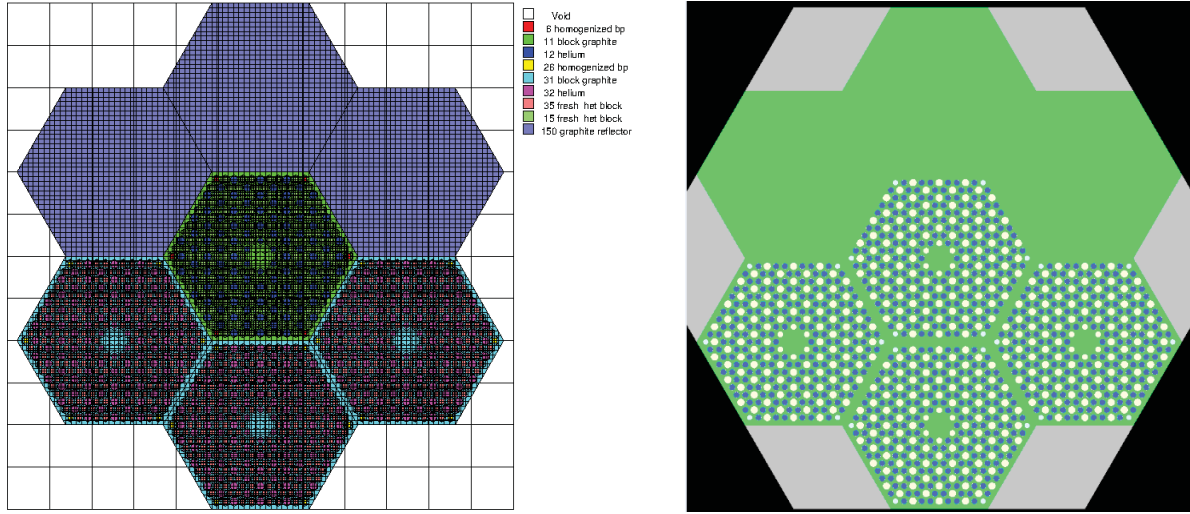 Void
6 homogenized bp
11 block graphite
12 helium
26 homogenized bp
31 block graphite
32 helium
35 fresh het block
15 fresh het block
150 graphite reflector